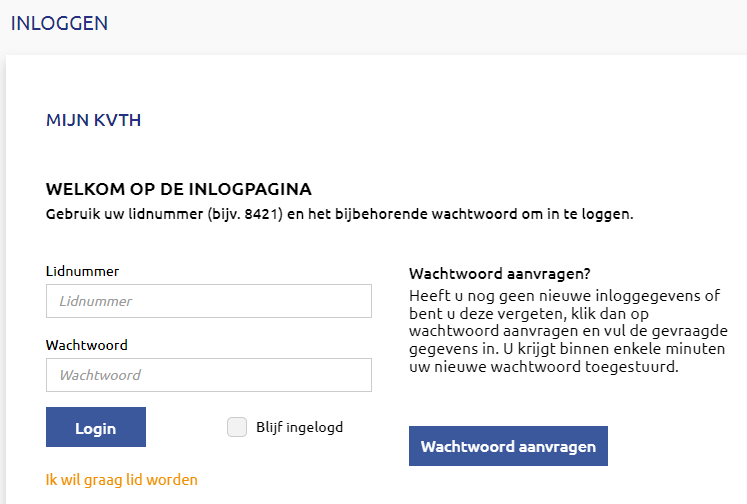 INLOGGEN
MIJN KVTH
WELKOM OP DE INLOGPAGINA
Gebruik uw lidnummer (bijv. 8421) en het bijbehorende wachtwoord om in te loggen.
Lidnummer
Lidnummer
Wachtwoord
Wachtwoord
Login
Blijf ingelogd
Ik wil graag lid worden
Wachtwoord aanvragen?
Heeft u nog geen nieuwe inloggegevens of
bent u deze vergeten, klik dan op
wachtwoord aanvragen en vul de gevraagde
gegevens in. U krijgt binnen enkele minuten
uw nieuwe wachtwoord toegestuurd.
Wachtwoord aanvragen